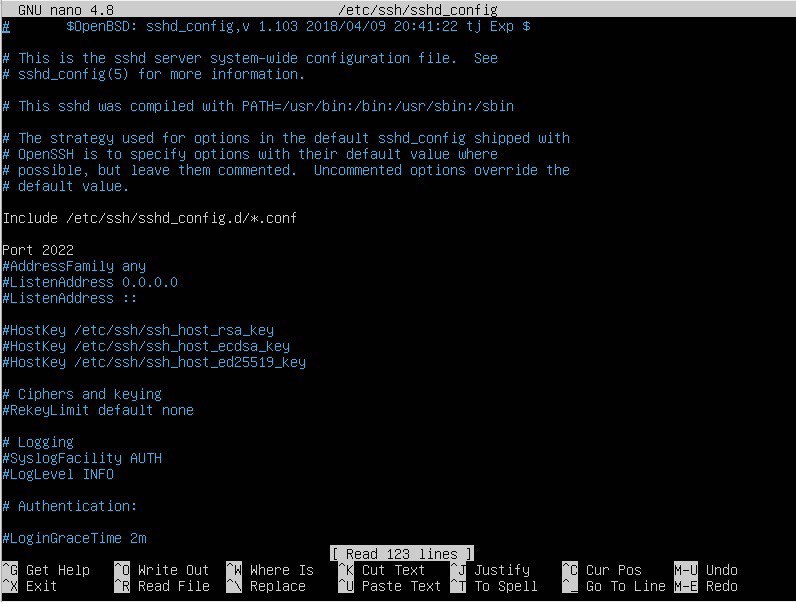 GNU nano 4.8 /etc/ssh/sshd_config
# $OpenBSD: sshd_config,v 1.103 2018/04/09 20:41:22 tj Exp $
# This is the sshd server system-wide configuration file. See
# sshd_config(5) for more information.
# This sshd was compiled with PATH=/usr/bin:/bin:/usr/sbin:/sbin
# The strategy used for options in the default sshd_config shipped with
# OpenSSH is to specify options with their default value where
# possible, but leave them commented. Uncommented options override the
# default value.
Include /etc/ssh/sshd_config.d/*.conf
Port 2022
#AddressFamily any
#ListenAddress 0.0.0.0
#ListenAddress ::
#HostKey /etc/ssh/ssh_host_rsa_key
#HostKey /etc/ssh/ssh_host_ecdsa_key
#HostKey /etc/ssh/ssh_host_ed25519_key
# Ciphers and keying
#RekeyLimit default none
# Logging
#SyslogFacility AUTH
#LogLevel INFO
# Authentication:
#LoginGraceTime 2m
[ Read 123 lines ]
^G Get Help ^O Write Out ^W Where Is ^K Cut Text ^J Justify ^C Cur Pos M-U Undo
^X Exit ^R Read File ^\ Replace ^U Paste Text ^T To Spell ^_ Go To Line M-E Redo